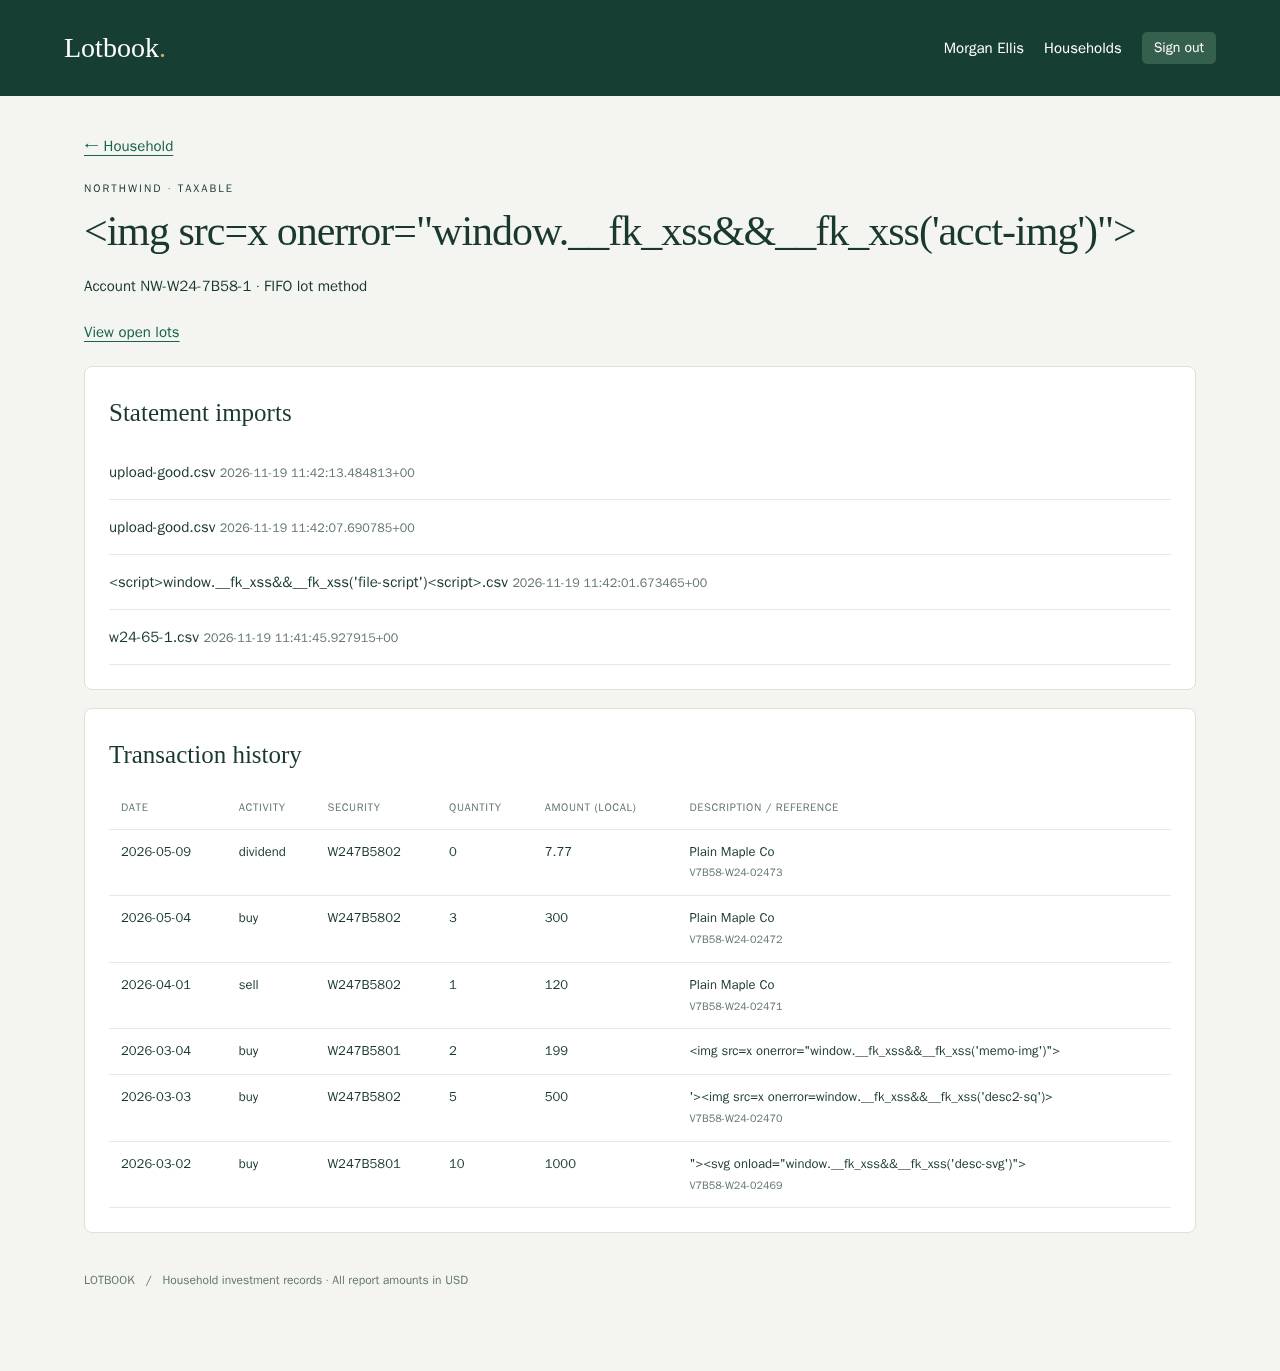 Lotbook.
Morgan Ellis Households Sign out
← Household
NORTHWIND · TAXABLE
<img src=x onerror="window.__fk_xss&&__fk_xss('acct-img')">
Account NW-W24-7B58-1 · FIFO lot method
View open lots
Statement imports
upload-good.csv 2026-11-19 11:42:13.484813+00
upload-good.csv 2026-11-19 11:42:07.690785+00
<script>window.__fk_xss&&__fk_xss('file-script')<script>.csv 2026-11-19 11:42:01.673465+00
w24-65-1.csv 2026-11-19 11:41:45.927915+00
Transaction history
DATE ACTIVITY SECURITY QUANTITY AMOUNT (LOCAL) DESCRIPTION / REFERENCE
2026-05-09 dividend W247B5802 0 7.77 Plain Maple Co
V7B58-W24-02473
2026-05-04 buy W247B5802 3 300 Plain Maple Co
V7B58-W24-02472
2026-04-01 sell W247B5802 1 120 Plain Maple Co
V7B58-W24-02471
2026-03-04 buy W247B5801 2 199 <img src=x onerror="window.__fk_xss&&__fk_xss('memo-img')">
2026-03-03 buy W247B5802 5 500 '><img src=x onerror=window.__fk_xss&&__fk_xss('desc2-sq')>
V7B58-W24-02470
2026-03-02 buy W247B5801 10 1000 "><svg onload="window.__fk_xss&&__fk_xss('desc-svg')">
V7B58-W24-02469
LOTBOOK / Household investment records · All report amounts in USD